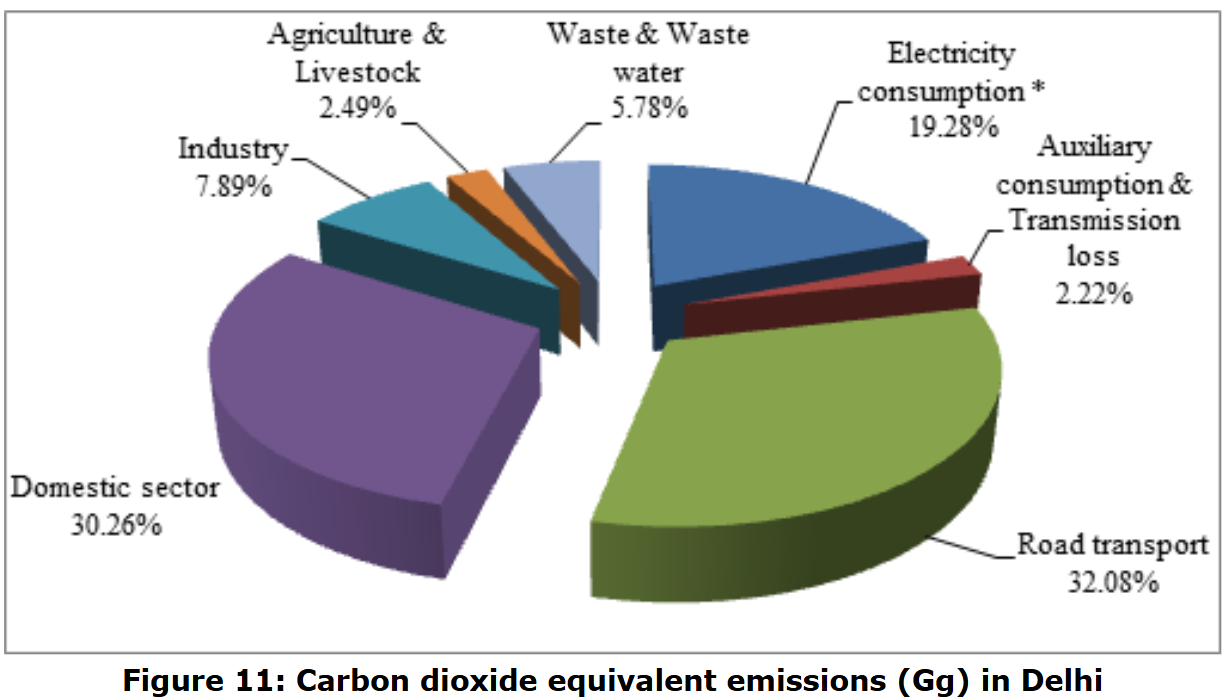 Agriculture &
Livestock
2.49%
Waste & Waste
water
5.78%
Electricity
consumption *
19.28%
Auxiliary
consumption &
Transmission
loss
2.22%
Industry
7.89%
Domestic sector
30.26%
Road transport
32.08%
Figure 11: Carbon dioxide equivalent emissions (Gg) in Delhi